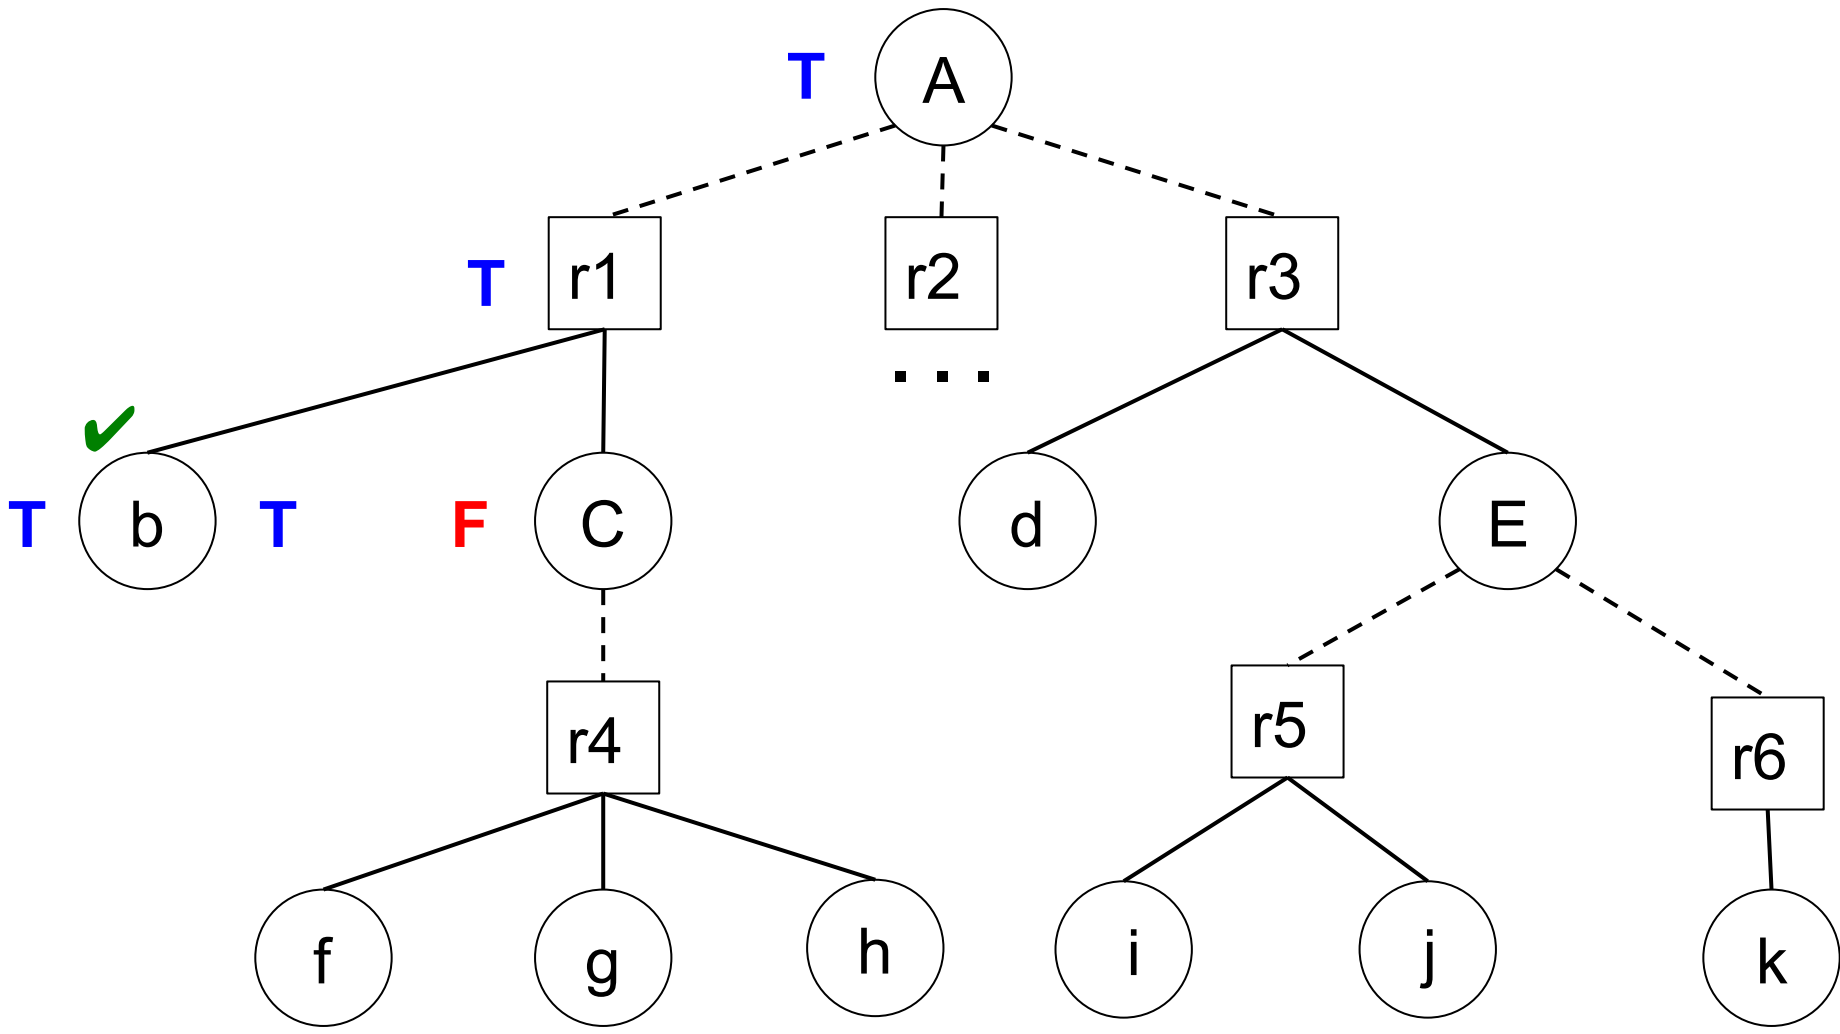 T A
T r1 r2 r3
. . .
T b T F C d E
r4 r5 r6
f g h i j k